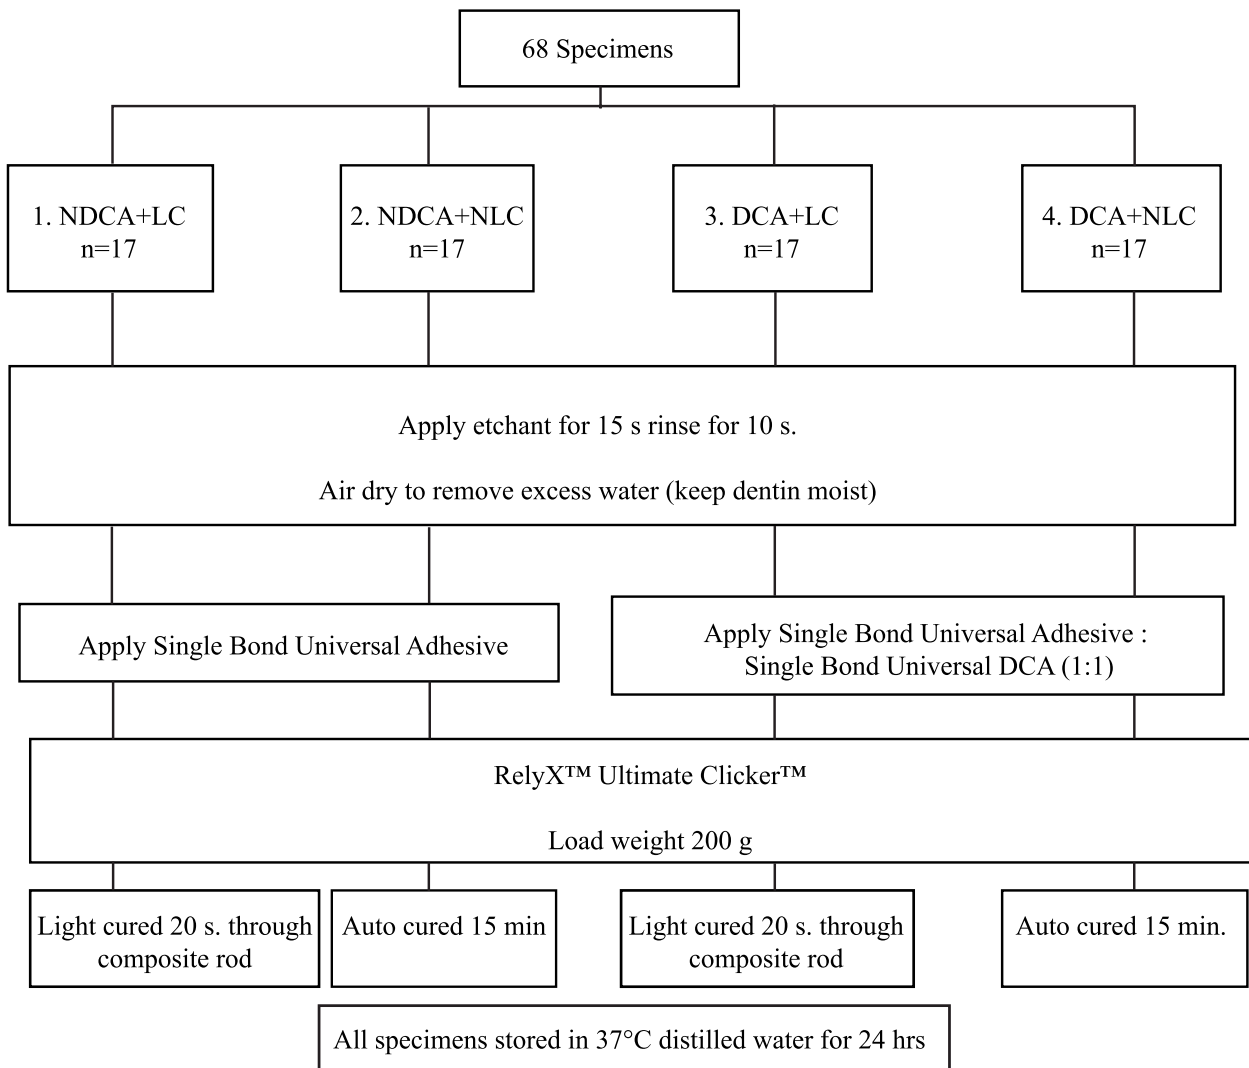 68 Specimens
1. NDCA+LC
n=17
2. NDCA+NLC
n=17
3. DCA+LC
n=17
4. DCA+NLC
n=17
Apply etchant for 15 s rinse for 10 s.
Air dry to remove excess water (keep dentin moist)
Apply Single Bond Universal Adhesive
Apply Single Bond Universal Adhesive :
Single Bond Universal DCA (1:1)
RelyX™ Ultimate Clicker™
Load weight 200 g
Light cured 20 s. through
composite rod
Auto cured 15 min
Light cured 20 s. through
composite rod
Auto cured 15 min.
All specimens stored in 37°C distilled water for 24 hrs